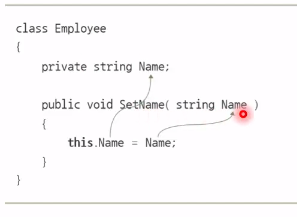 class Employee
{
private string Name;
public void SetName( string Name )
{
this.Name = Name;
}
}